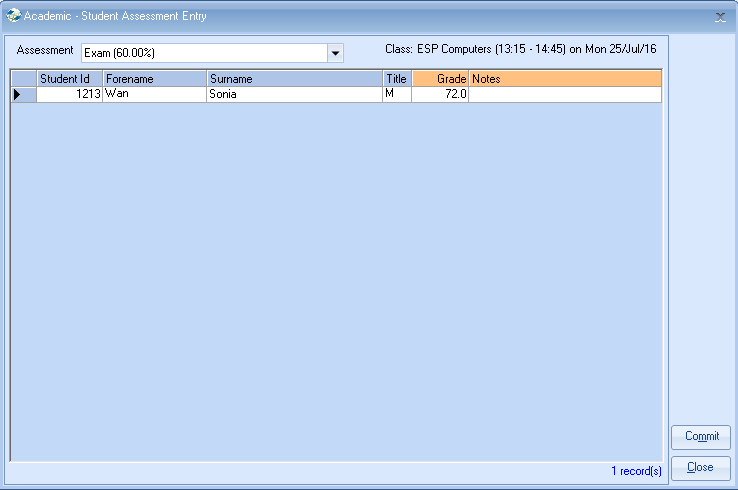 Academic - Student Assessment Entry
Assessment Exam (60.00%) Class: ESP Computers (13:15 - 14:45) on Mon 25/Jul/16
Student Id Forename Surname Title Grade Notes
1213 Wan Sonia M 72.0
Commit
Close
1 record(s)